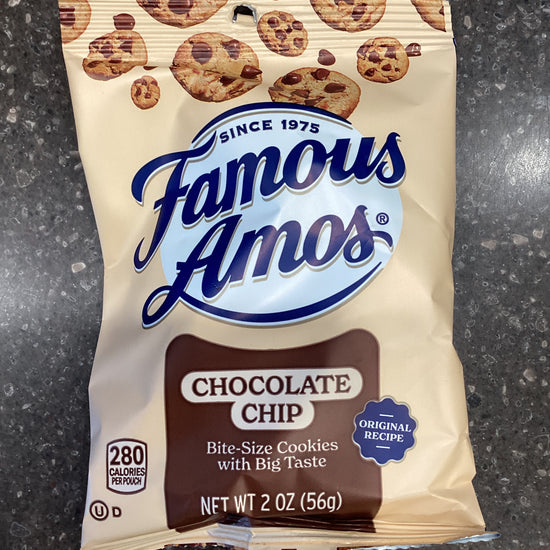 SINCE 1975
Famous
Amos®
CHOCOLATE
CHIP
Bite-Size Cookies
with Big Taste
ORIGINAL
RECIPE
280
CALORIES
PER POUCH
NET WT 2 OZ (56g)
U D